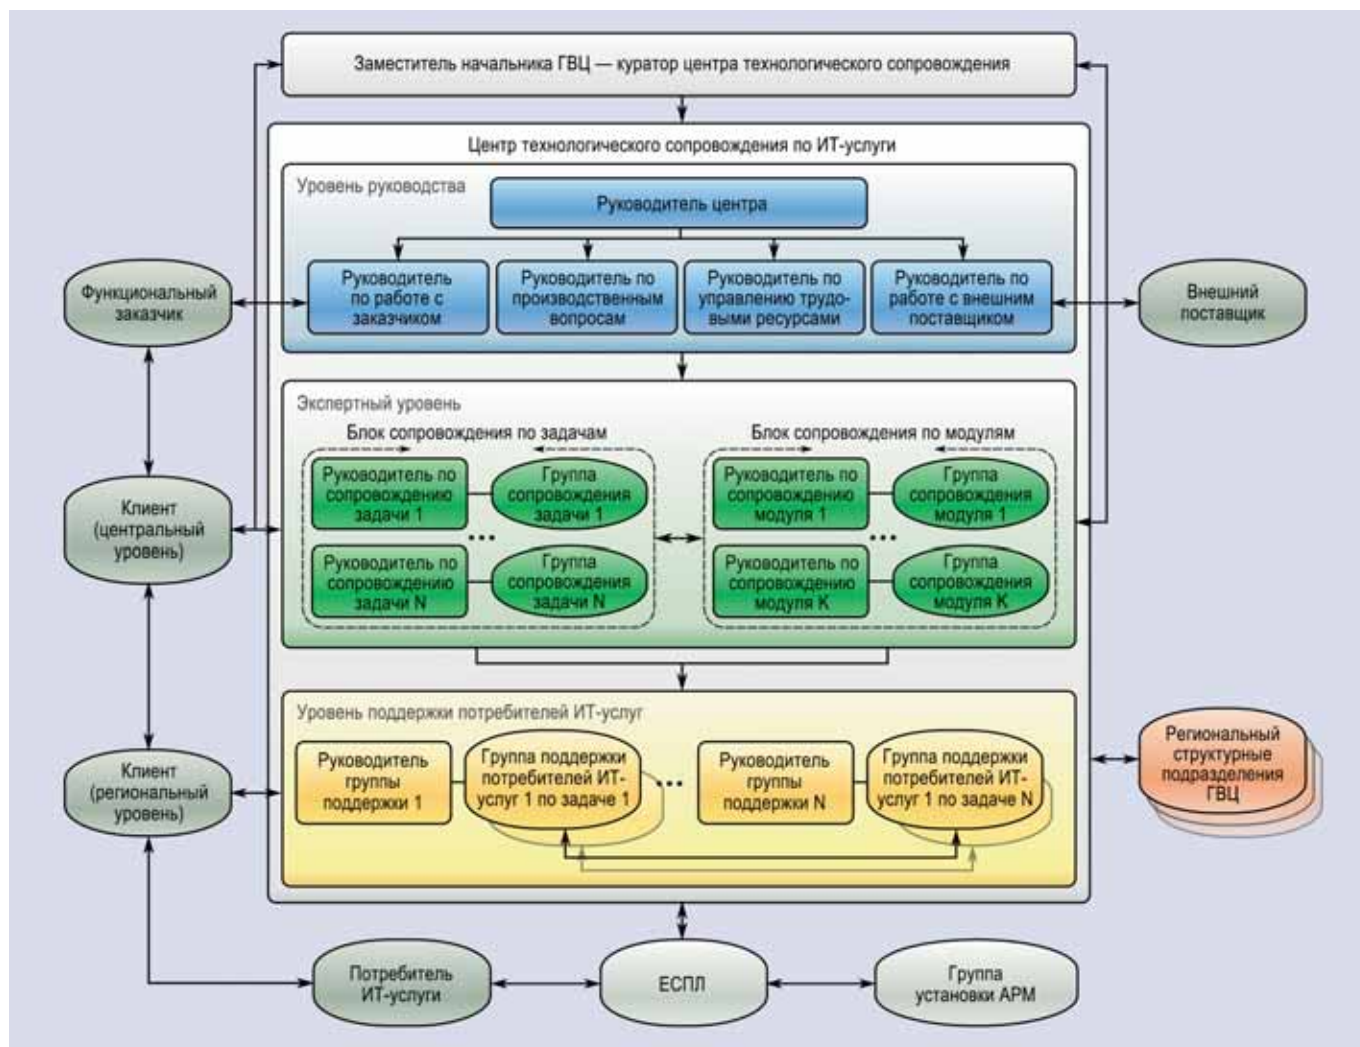 Заместитель начальника ГВЦ — куратор центра технологического сопровождения
Центр технологического сопровождения по ИТ-услуги
Уровень руководства
Руководитель центра
Руководитель
по работе с
заказчиком
Руководитель по
производственным
вопросам
Руководитель по
управлению трудо-
выми ресурсами
Руководитель по
работе с внешним
поставщиком
Функциональный
заказчик
Внешний
поставщик
Экспертный уровень
Блок сопровождения по задачам
Руководитель по
сопровождению
задачи 1
Группа
сопровождения
задачи 1
...
Руководитель по
сопровождению
задачи N
Группа
сопровождения
задачи N
Блок сопровождения по модулям
Руководитель по
сопровождению
модуля 1
Группа
сопровождения
модуля 1
...
Руководитель по
сопровождению
модуля K
Группа
сопровождения
модуля K
Клиент
(центральный
уровень)
Уровень поддержки потребителей ИТ-услуг
Руководитель
группы
поддержки 1
Группа поддержки
потребителей ИТ-
услуг 1 по задаче 1
...
Руководитель
группы
поддержки N
Группа поддержки
потребителей ИТ-
услуг 1 по задаче N
Клиент
(региональный
уровень)
Региональный
структурные
подразделения
ГВЦ
Потребитель
ИТ-услуги
ЕСПЛ
Группа
установки АРМ